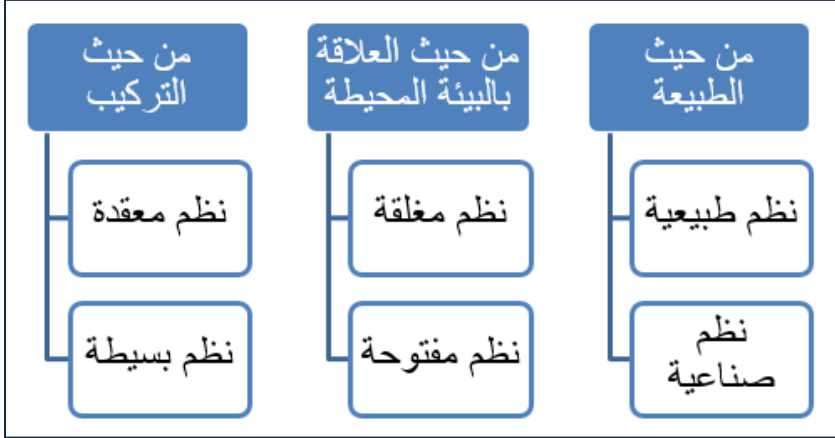 من حيث
الطبيعة
نظم طبيعية
نظم
صناعية
من حيث العلاقة
بالبيئة المحيطة
نظم مغلقة
نظم مفتوحة
من حيث
التركيب
نظم معقدة
نظم بسيطة